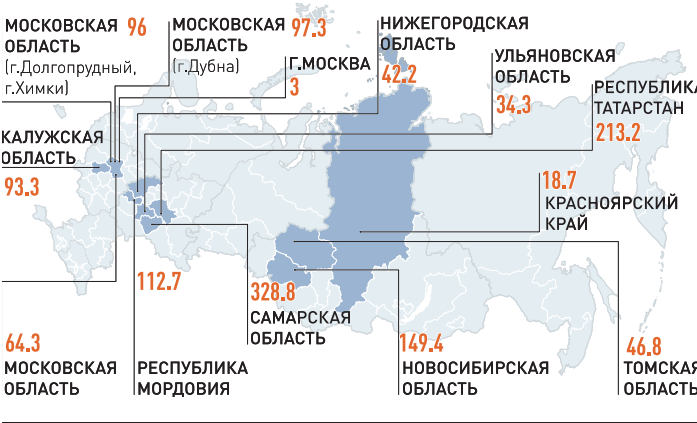 МОСКОВСКАЯ 96
ОБЛАСТЬ
(г.Долгопрудный,
г.Химки)
МОСКОВСКАЯ 97.3
ОБЛАСТЬ
(г.Дубна)
Г.МОСКВА
3
НИЖЕГОРОДСКАЯ
ОБЛАСТЬ
42.2
УЛЬЯНОВСКАЯ
ОБЛАСТЬ
34.3
РЕСПУБЛИКА
ТАТАРСТАН
213.2
КАЛУЖСКАЯ
ОБЛАСТЬ
93.3
18.7
КРАСНОЯРСКИЙ
КРАЙ
112.7
328.8
САМАРСКАЯ
ОБЛАСТЬ
64.3
МОСКОВСКАЯ
ОБЛАСТЬ
РЕСПУБЛИКА
МОРДОВИЯ
149.4
НОВОСИБИРСКАЯ
ОБЛАСТЬ
46.8
ТОМСКАЯ
ОБЛАСТЬ